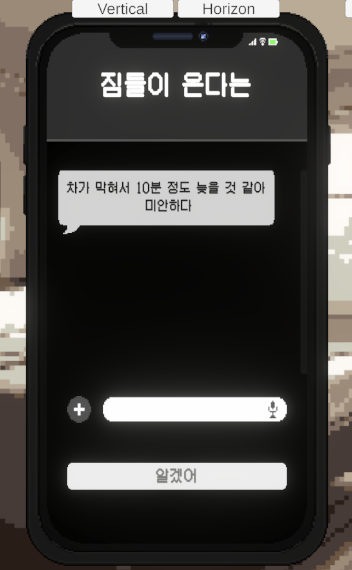 Vertical Horizon
짐들이 온다는
차가 막혀서 10분 정도 늦을 것 같아
미안하다
알겠어